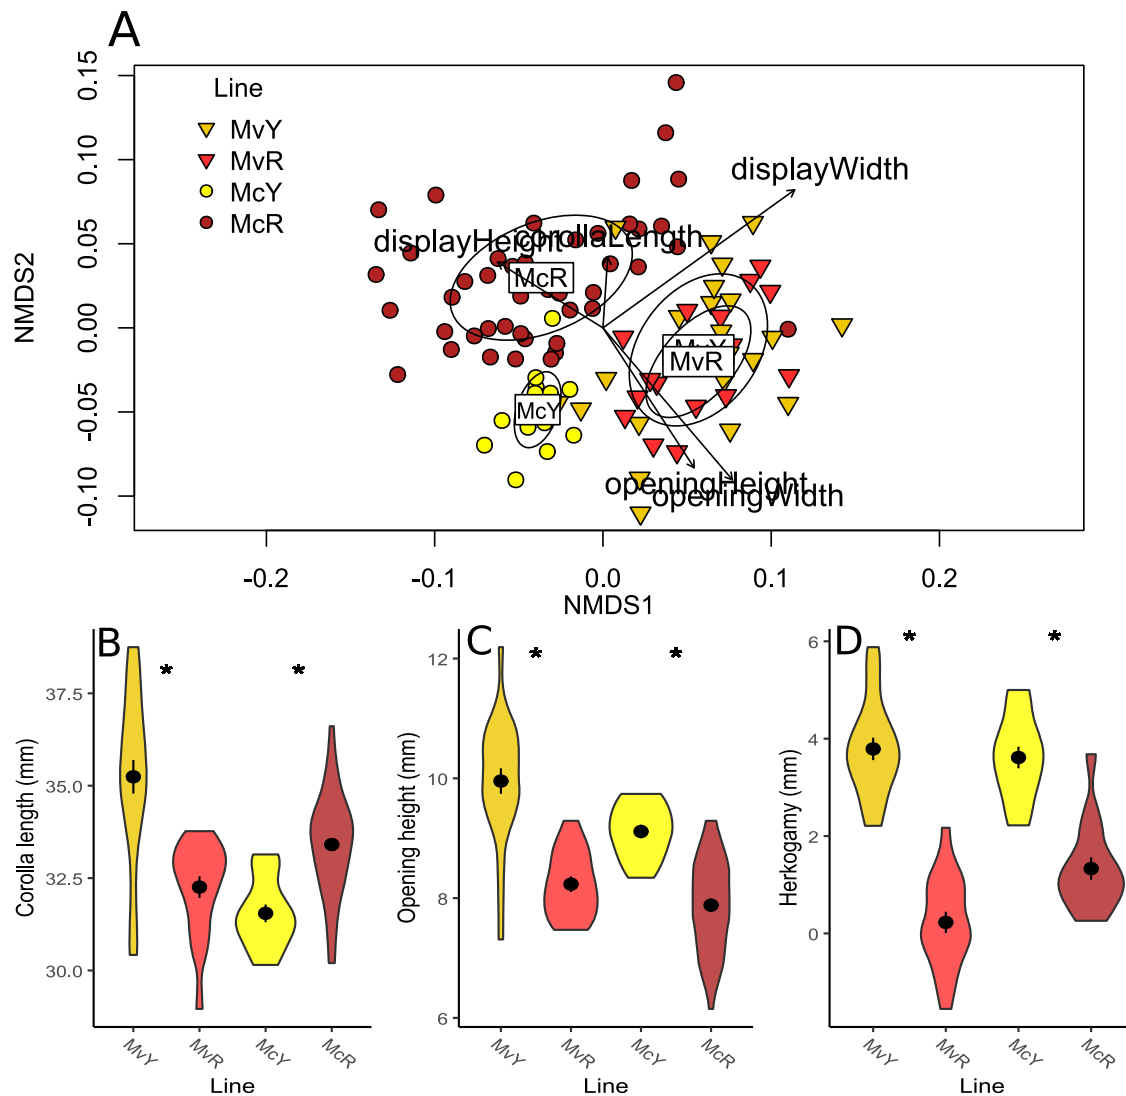 A
NMDS2
0.15
0.10
0.05
0.00
-0.05
-0.10
Line
MvY
MvR
McY
McR
displayWidth
displayHeight
corollaLength
McR
MvY
MvR
McY
openingHeight
openingWidth
-0.2
-0.1
0.0
0.1
0.2
NMDS1
B
*
*
Corolla length (mm)
37.5
35.0
32.5
30.0
MvY
MvR
McY
McR
Line
C
*
*
Opening height (mm)
12
10
8
6
MvY
MvR
McY
McR
Line
D
*
*
Herkogamy (mm)
6
4
2
0
MvY
MvR
McY
McR
Line